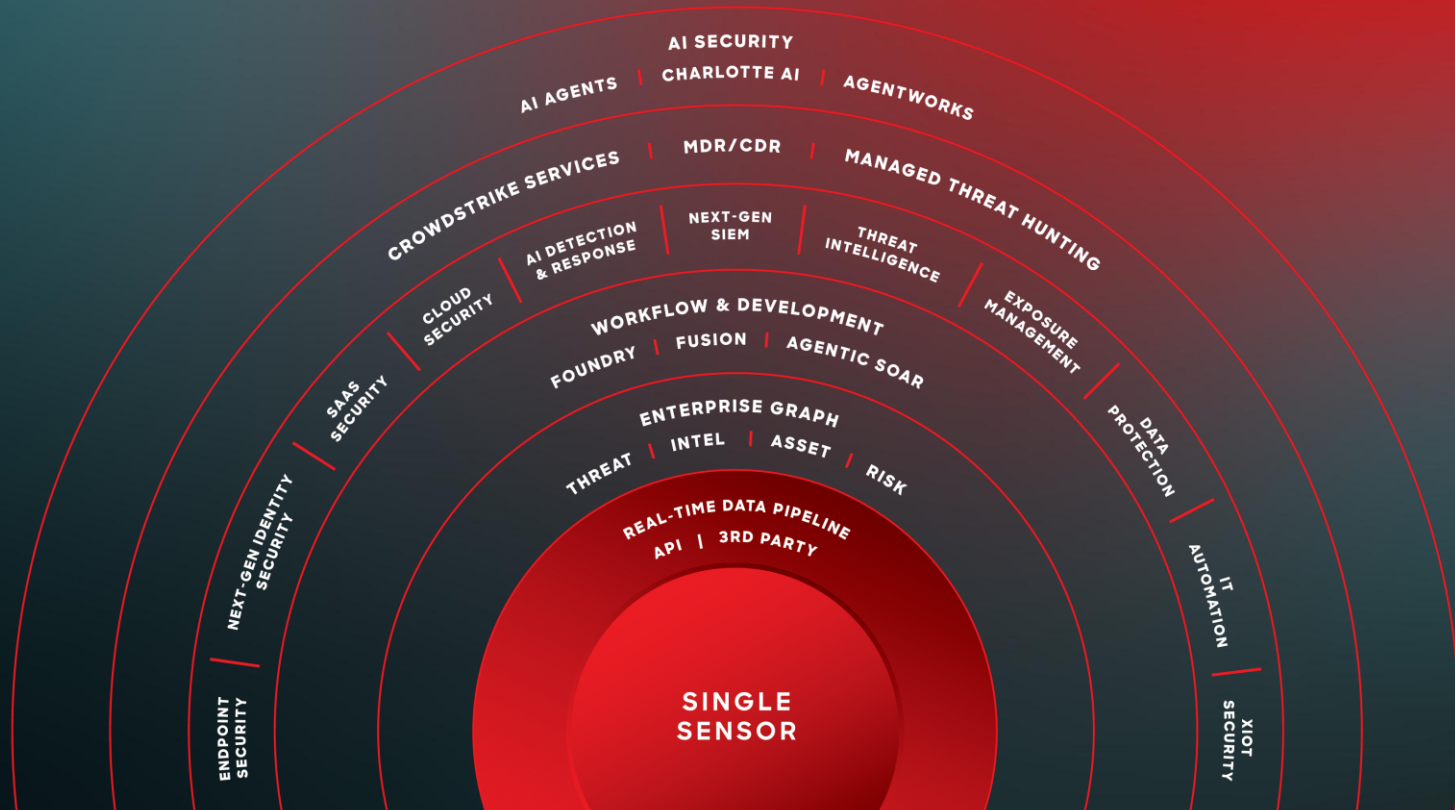 AI SECURITY
AI AGENTS | CHARLOTTE AI | AGENTWORKS
CROWDSTRIKE SERVICES | MDR/CDR | MANAGED THREAT HUNTING
ENDPOINT
SECURITY
NEXT-GEN IDENTITY
SECURITY
SAAS
SECURITY
CLOUD
SECURITY
AI DETECTION
& RESPONSE
NEXT-GEN
SIEM
THREAT
INTELLIGENCE
EXPOSURE
MANAGEMENT
DATA
PROTECTION
IT
AUTOMATION
XIOT
SECURITY
WORKFLOW & DEVELOPMENT
FOUNDRY | FUSION | AGENTIC SOAR
ENTERPRISE GRAPH
THREAT | INTEL | ASSET | RISK
REAL-TIME DATA PIPELINE
API | 3RD PARTY
SINGLE
SENSOR